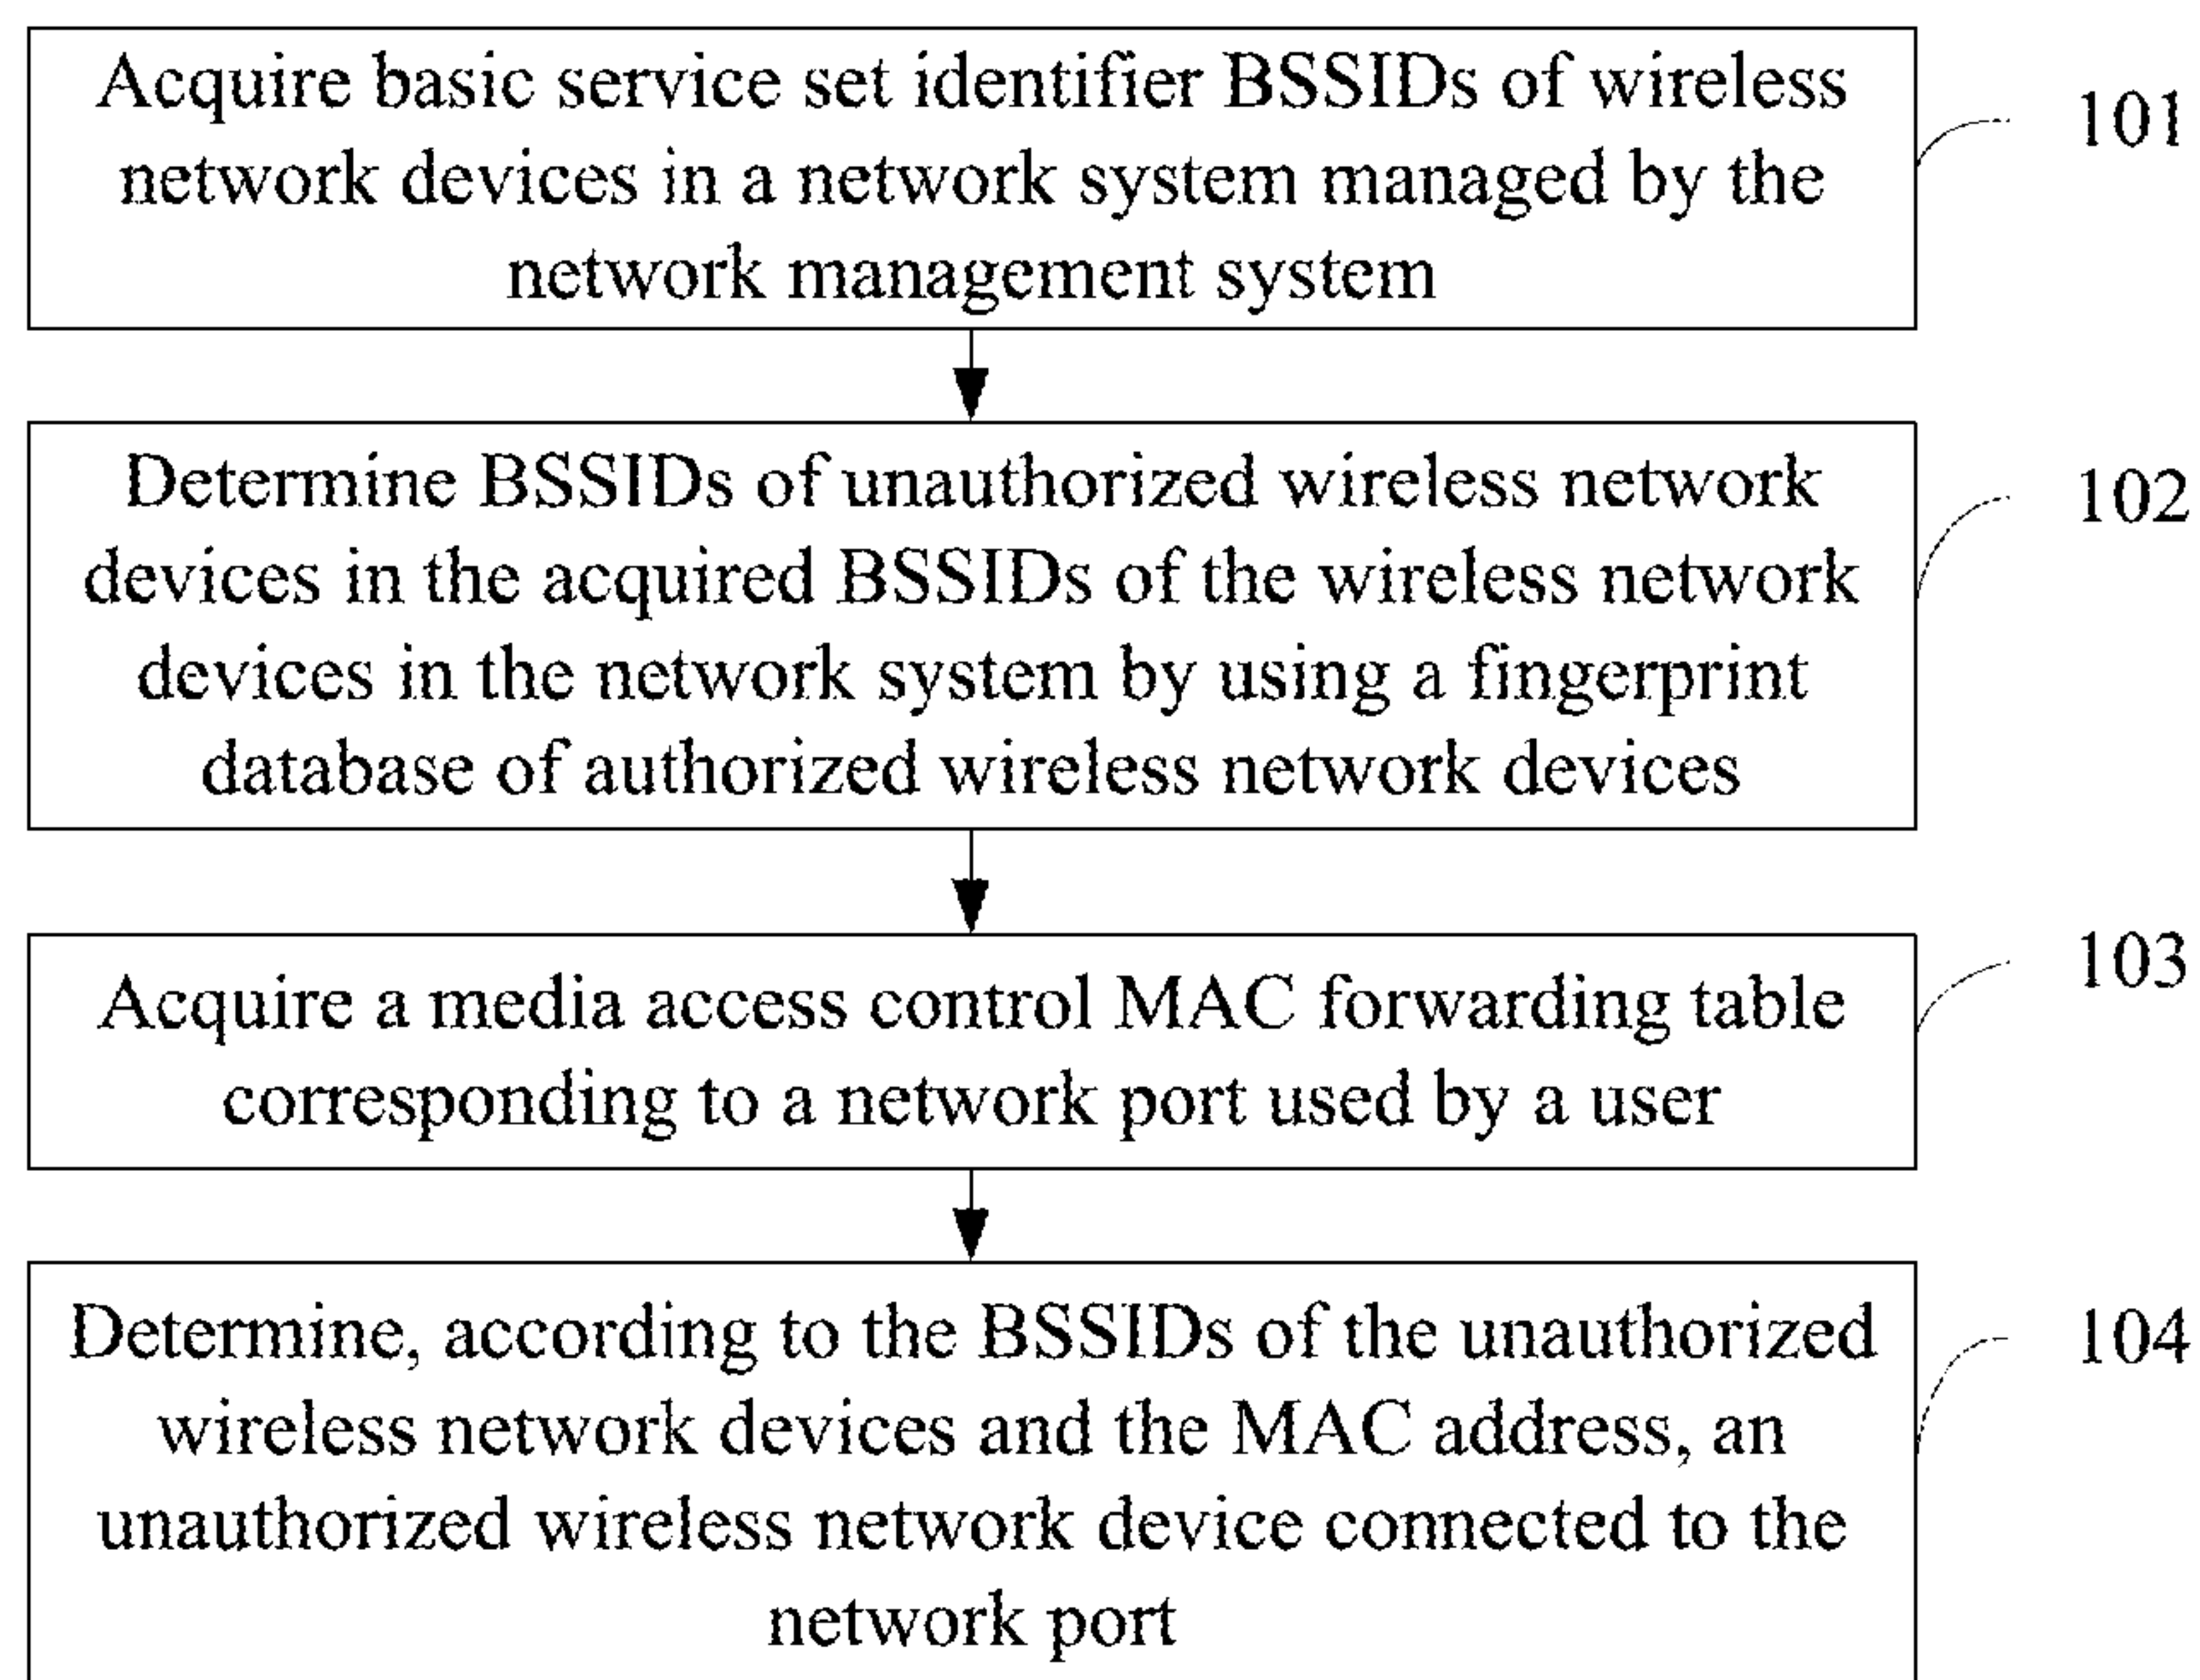 Acquire basic service set identifier BSSIDs of wireless
network devices in a network system managed by the
network management system
101
Determine BSSIDs of unauthorized wireless network
devices in the acquired BSSIDs of the wireless network
devices in the network system by using a fingerprint
database of authorized wireless network devices
102
Acquire a media access control MAC forwarding table
corresponding to a network port used by a user
103
Determine, according to the BSSIDs of the unauthorized
wireless network devices and the MAC address, an
unauthorized wireless network device connected to the
network port
104